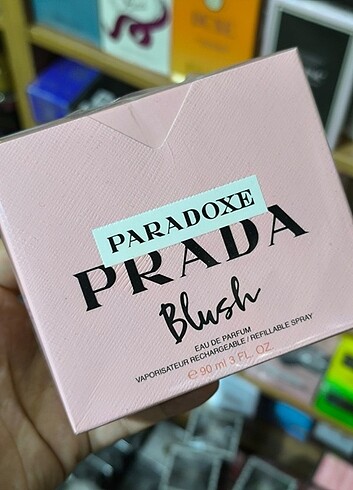 PARADOXE
PRADA
Blush
EAU DE PARFUM
VAPORISATEUR RECHARGEABLE / REFILLABLE SPRAY
℮ 90 ml 3 FL. OZ.